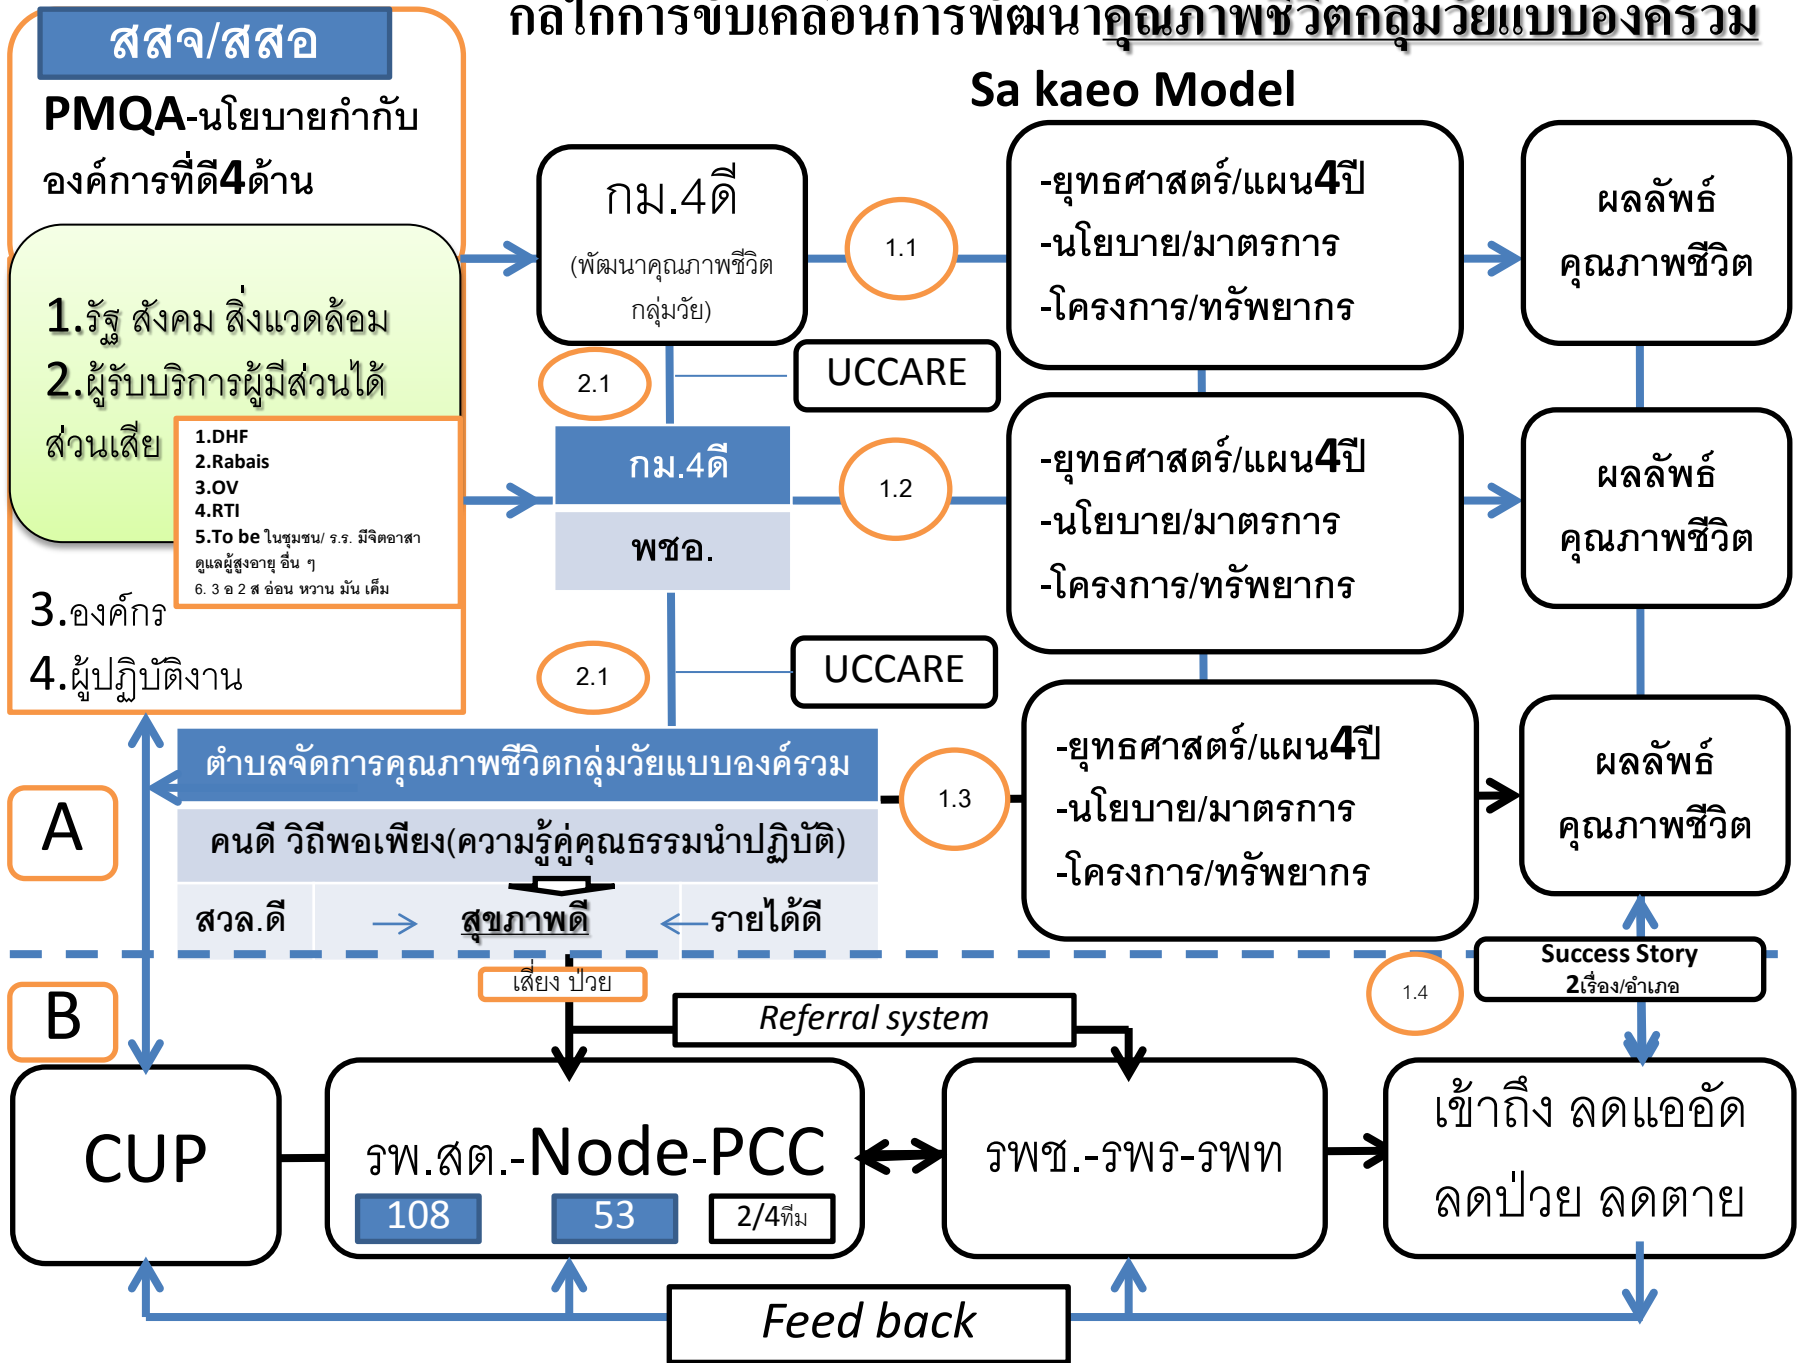 กลไกการขับเคลื่อนการพัฒนาคุณภาพชีวิตกลุ่มวัยแบบองค์รวม
Sa kaeo Model
สสจ/สสอ
PMQA-นโยบายกำกับ
องค์การที่ดี4ด้าน
1.รัฐ สังคม สิ่งแวดล้อม
2.ผู้รับบริการผู้มีส่วนได้
ส่วนเสีย
1.DHF
2.Rabais
3.OV
4.RTI
5.To be ในชุมชน/ ร.ร. มีจิตอาสา
ดูแลผู้สูงอายุ อื่น ๆ
6. 3 อ 2 ส อ่อน หวาน มัน เค็ม
3.องค์กร
4.ผู้ปฏิบัติงาน
กม.4ดี
(พัฒนาคุณภาพชีวิต
กลุ่มวัย)
1.1
-ยุทธศาสตร์/แผน4ปี
-นโยบาย/มาตรการ
-โครงการ/ทรัพยากร
ผลลัพธ์
คุณภาพชีวิต
2.1
UCCARE
กม.4ดี
พชอ.
1.2
-ยุทธศาสตร์/แผน4ปี
-นโยบาย/มาตรการ
-โครงการ/ทรัพยากร
ผลลัพธ์
คุณภาพชีวิต
2.1
UCCARE
A
ตำบลจัดการคุณภาพชีวิตกลุ่มวัยแบบองค์รวม
คนดี วิถีพอเพียง(ความรู้คู่คุณธรรมนำปฏิบัติ)
สวล.ดี
สุขภาพดี
รายได้ดี
1.3
-ยุทธศาสตร์/แผน4ปี
-นโยบาย/มาตรการ
-โครงการ/ทรัพยากร
ผลลัพธ์
คุณภาพชีวิต
B
เสี่ยง ป่วย
Referral system
1.4
Success Story
2เรื่อง/อำเภอ
CUP
รพ.สต.-Node-PCC
108
53
2/4ทีม
รพช.-รพร-รพท
เข้าถึง ลดแออัด
ลดป่วย ลดตาย
Feed back